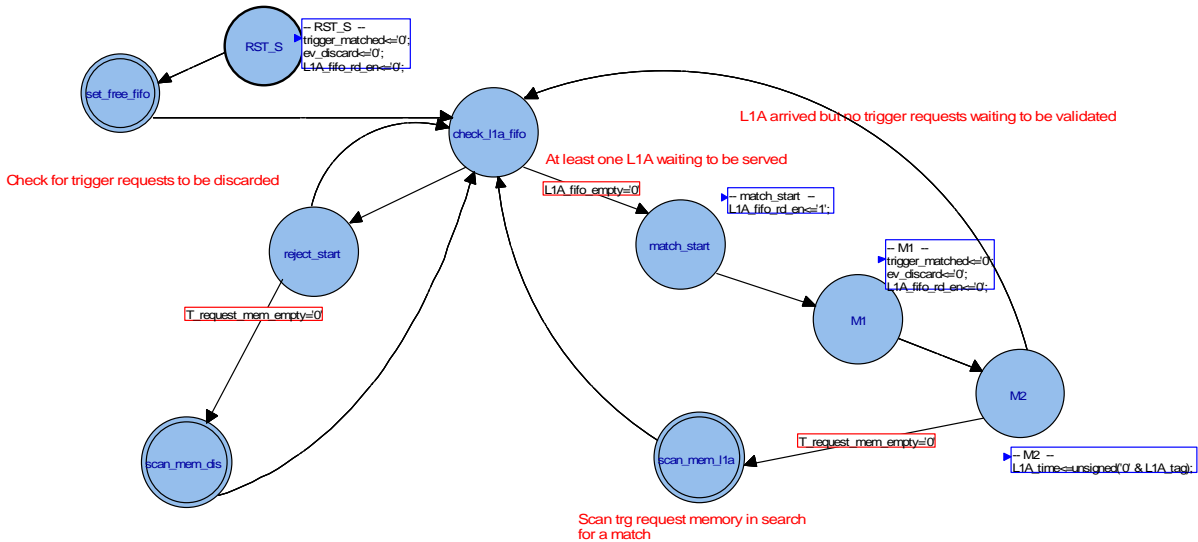 -- RST_S --
trigger_matched<='0';
ev_discard<='0';
L1A_fifo_rd_en<='0';
RST_S
set_free_fifo
check_l1a_fifo
L1A arrived but no trigger requests waiting to be validated
At least one L1A waiting to be served
Check for trigger requests to be discarded
L1A_fifo_empty='0'
-- match_start --
L1A_fifo_rd_en<='1';
reject_start
match_start
-- M1 --
trigger_matched<='0';
ev_discard<='0';
L1A_fifo_rd_en<='0';
T_request_mem_empty='0'
M1
M2
T_request_mem_empty='0'
scan_mem_dis
scan_mem_l1a
-- M2 --
L1A_time<=unsigned('0' & L1A_tag);
Scan trg request memory in search
for a match